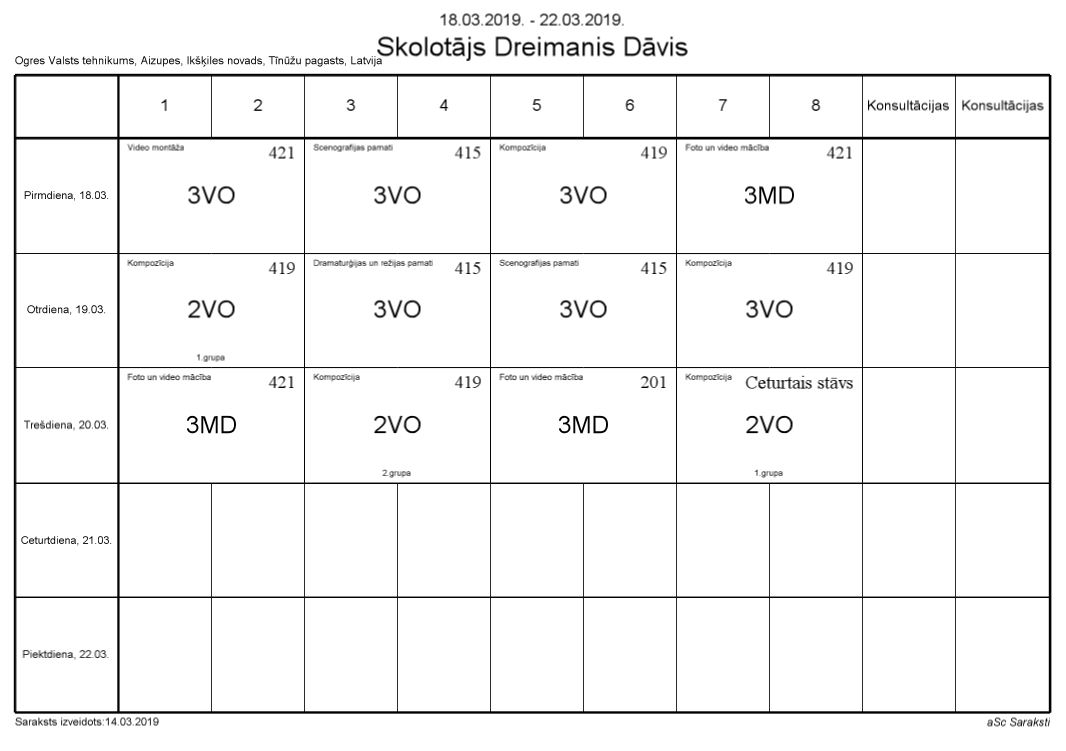 18.03.2019. - 22.03.2019.
Skolotājs Dreimanis Dāvis
Ogres Valsts tehnikums, Aizupes, Ikšķiles novads, Tīnūžu pagasts, Latvija
1 2 3 4 5 6 7 8 Konsultācijas Konsultācijas
Video montāža 421 Scenografijas pamati 415 Kompozīcija 419 Foto un video mācība 421
Pirmdiena, 18.03. 3VO 3VO 3VO 3MD
Kompozīcija 419 Dramaturģijas un režijas pamati 415 Scenografijas pamati 415 Kompozīcija 419
Otrdiena, 19.03. 2VO 3VO 3VO 3VO
1.grupa
Foto un video mācība 421 Kompozīcija 419 Foto un video mācība 201 Kompozīcija Ceturtais stāvs
Trešdiena, 20.03. 3MD 2VO 3MD 2VO
2.grupa 1.grupa
Ceturtdiena, 21.03.
Piektdiena, 22.03.
Saraksts izveidots:14.03.2019 aSc Saraksti